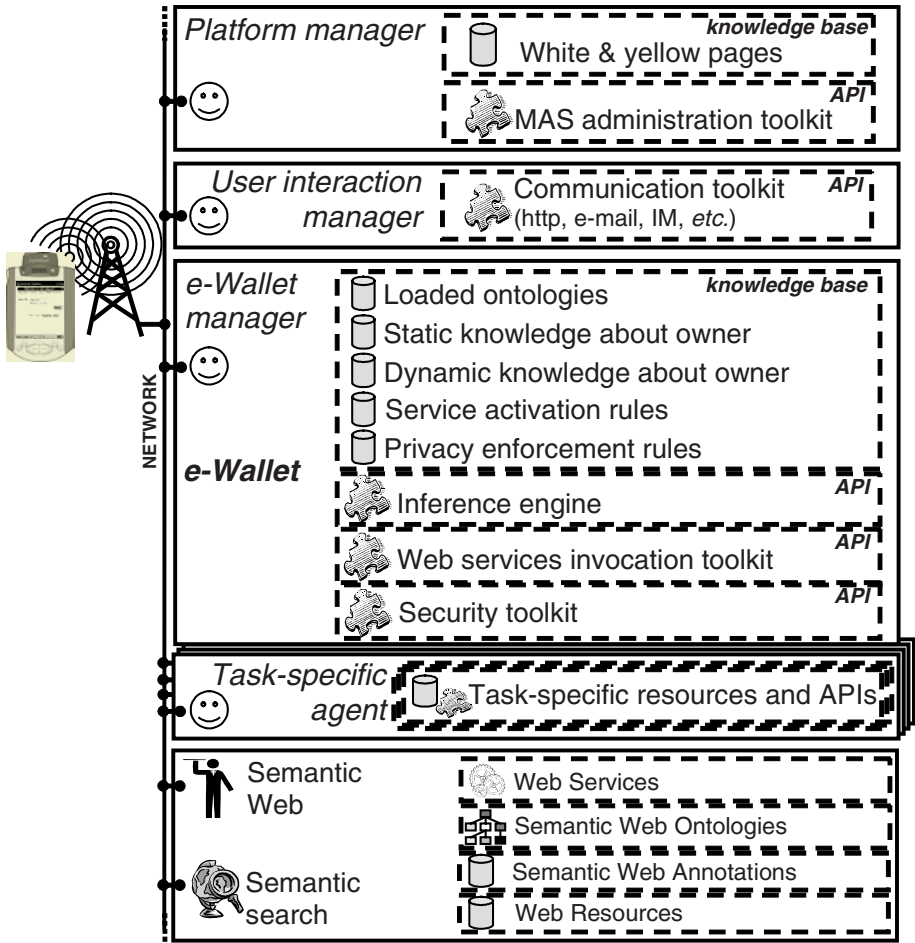 Platform manager
knowledge base
White & yellow pages
API
MAS administration toolkit
User interaction
manager
Communication toolkit
API
(http, e-mail, IM, etc.)
NETWORK
e-Wallet
manager
e-Wallet
knowledge base
Loaded ontologies
Static knowledge about owner
Dynamic knowledge about owner
Service activation rules
Privacy enforcement rules
API
Inference engine
API
Web services invocation toolkit
API
Security toolkit
Task-specific
agent
Task-specific resources and APIs
Semantic
Web
Web Services
Semantic Web Ontologies
Semantic
search
Semantic Web Annotations
Web Resources